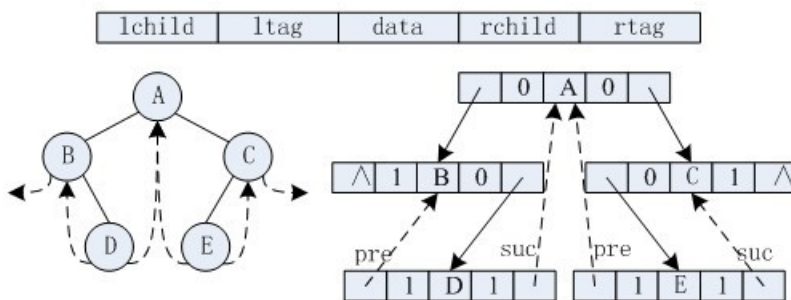 lchild ltag data rchild rtag
A
B C
D E
0 A 0
∧ 1 B 0
0 C 1 ∧
pre suc pre suc
1 D 1
1 E 1